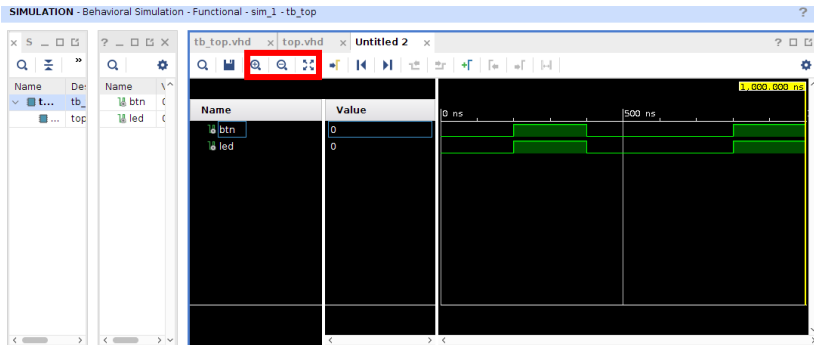 SIMULATION - Behavioral Simulation - Functional - sim_1 - tb_top ?
× S _ ? _ × tb_top.vhd × top.vhd × Untitled 2 × ?
»
Name Name
t... tb_ btn
... top led
Name Value
btn 0
led 0
1,000.000 ns
0 ns 500 ns